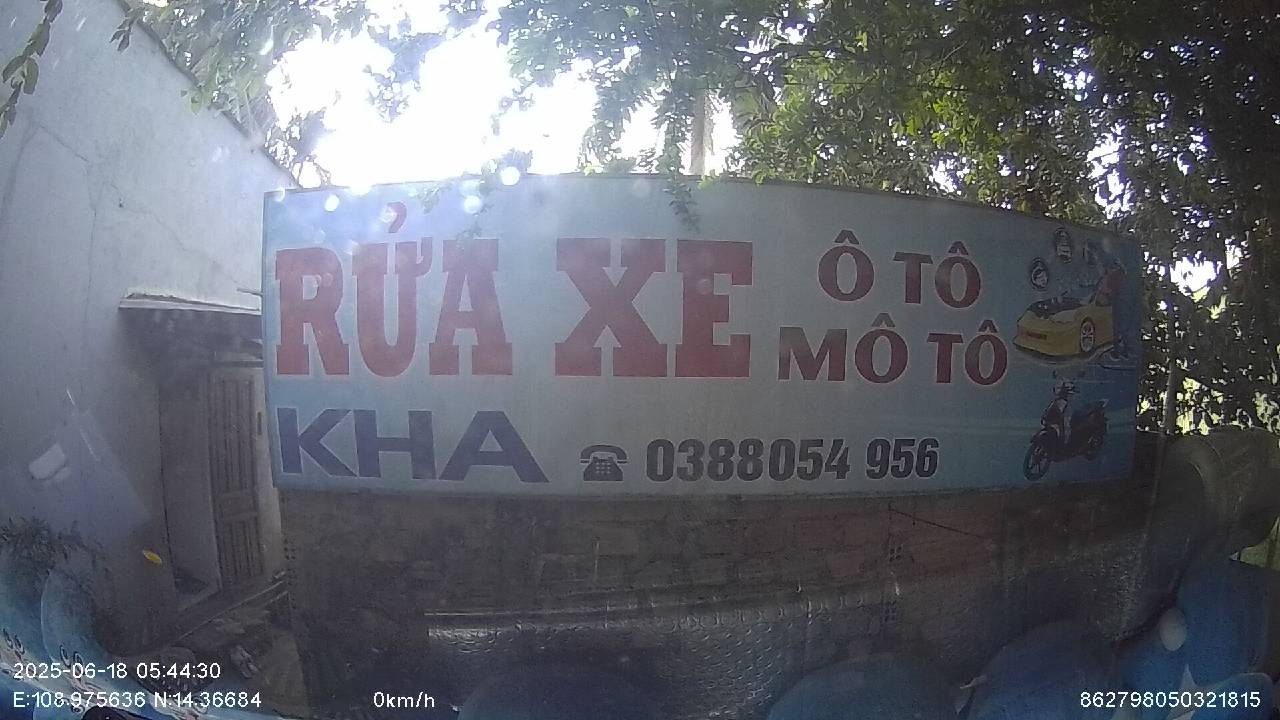 RỬA XE
Ô TÔ
MÔ TÔ
KHA
0388054 956
2025-06-18 05:44:30
E:108.975636 N:14.36684
0km/h
862798050321815